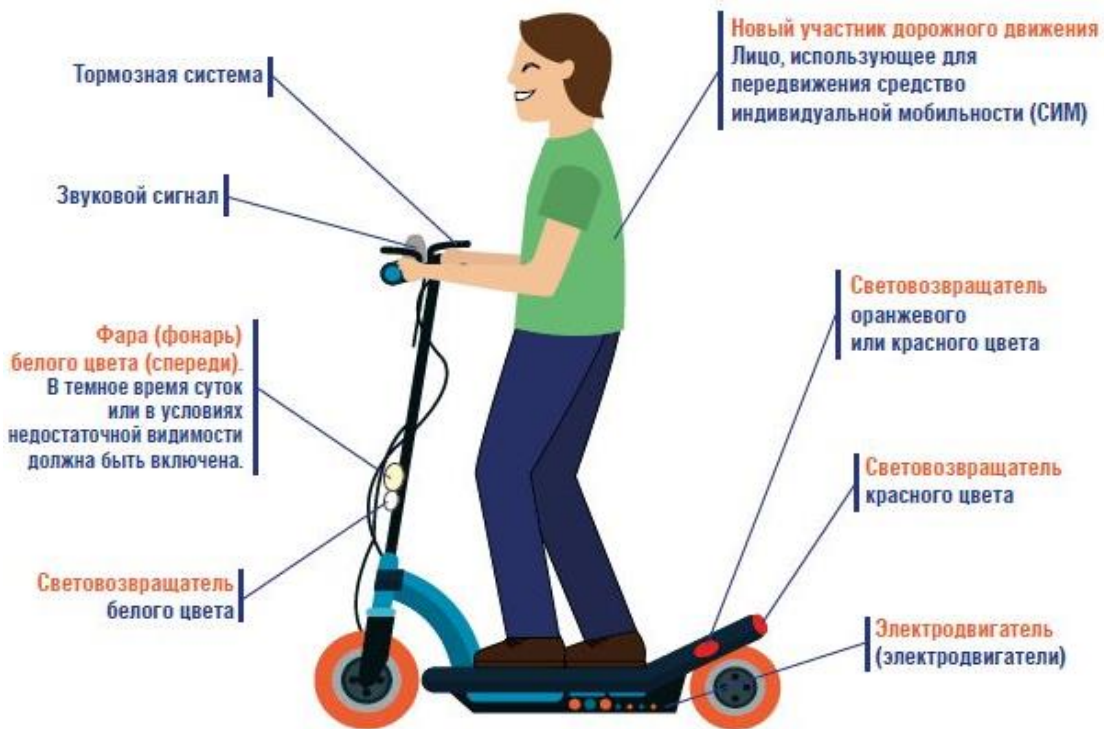 Тормозная система
Звуковой сигнал
Фара (фонарь)
белого цвета (спереди).
В темное время суток
или в условиях
недостаточной видимости
должна быть включена.
Световозвращатель
белого цвета
Новый участник дорожного движения
Лицо, использующее для
передвижения средство
индивидуальной мобильности (СИМ)
Световозвращатель
оранжевого
или красного цвета
Световозвращатель
красного цвета
Электродвигатель
(электродвигатели)